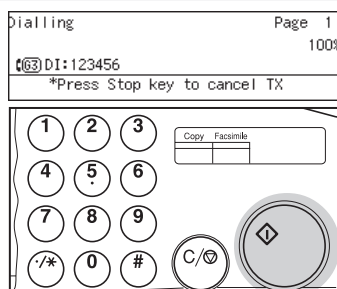 Dialling Page 1
100%
G3 DI:123456
*Press Stop key to cancel TX
1 2 3
Copy Facsimile
4 5 6
7 8 9
·/* 0 # C/